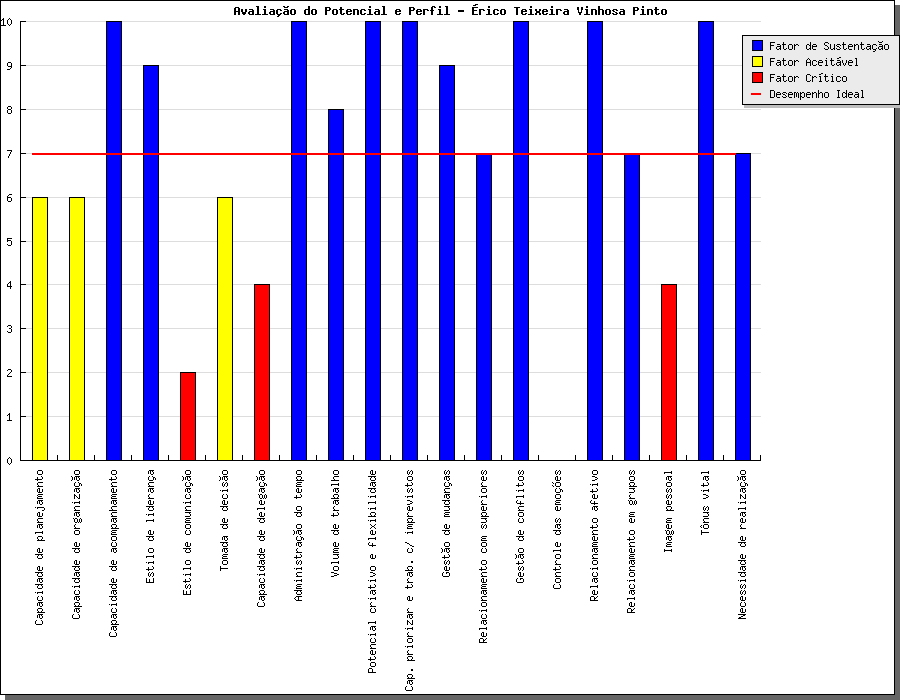 Avaliação do Potencial e Perfil - Érico Teixeira Vinhosa Pinto
Fator de Sustentação
Fator Aceitável
Fator Crítico
Desempenho Ideal
10
9
8
7
6
5
4
3
2
1
0
Capacidade de planejamento
Capacidade de organização
Capacidade de acompanhamento
Estilo de liderança
Estilo de comunicação
Tomada de decisão
Capacidade de delegação
Administração do tempo
Volume de trabalho
Potencial criativo e flexibilidade
Cap. priorizar e trab. c/ imprevistos
Gestão de mudanças
Relacionamento com superiores
Gestão de conflitos
Controle das emoções
Relacionamento afetivo
Relacionamento em grupos
Imagem pessoal
Tônus vital
Necessidade de realização